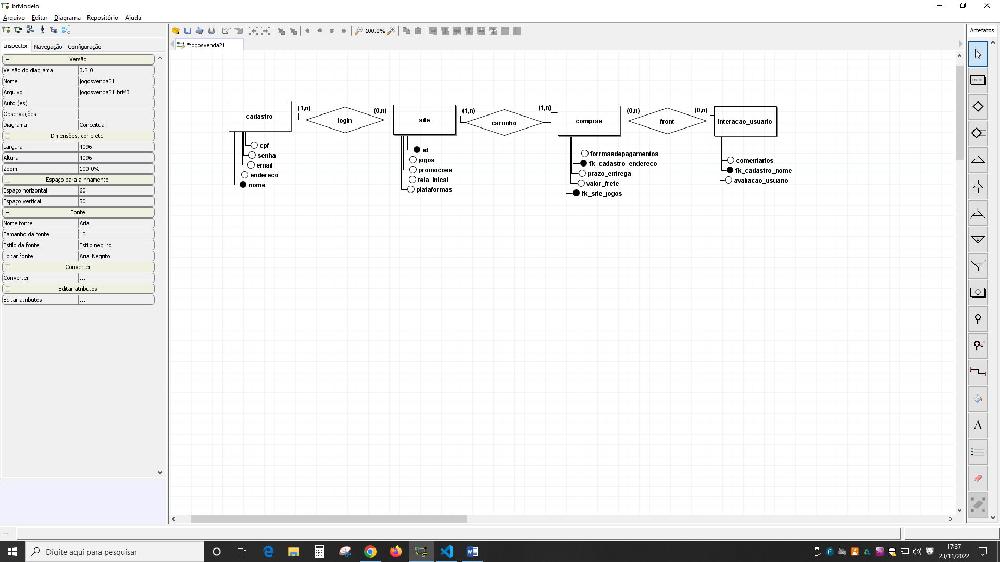 brModelo
Arquivo Editar Diagrama Repositório Ajuda
100.0%
Artefatos
Inspector Navegação Configuração
*jogosvenda21
Versão
Versão do diagrama 3.2.0
Nome jogosvenda21
Arquivo jogosvenda21.brM3
Autor(es)
Observações
Diagrama Conceitual
Dimensões, cor e etc.
Largura 4096
Altura 4096
Zoom 100.0%
Espaço para alinhamento
Espaço horizontal 60
Espaço vertical 50
Fonte
Nome fonte Arial
Tamanho da fonte 12
Estilo da fonte Estilo negrito
Editar fonte Arial Negrito
Converter
Converter ...
Editar atributos
Editar atributos ...
cadastro
(1,n)
login
(0,n)
site
(1,n)
carrinho
(1,n)
compras
(0,n)
front
(0,n)
interacao_usuario
cpf
senha
email
endereco
nome
id
jogos
promocoes
tela_inical
plataformas
forrmasdepagamentos
fk_cadastro_endereco
prazo_entrega
valor_frete
fk_site_jogos
comentarios
fk_cadastro_nome
avaliacao_usuario
ENTID
U
A
...
Digite aqui para pesquisar
17:37
23/11/2022